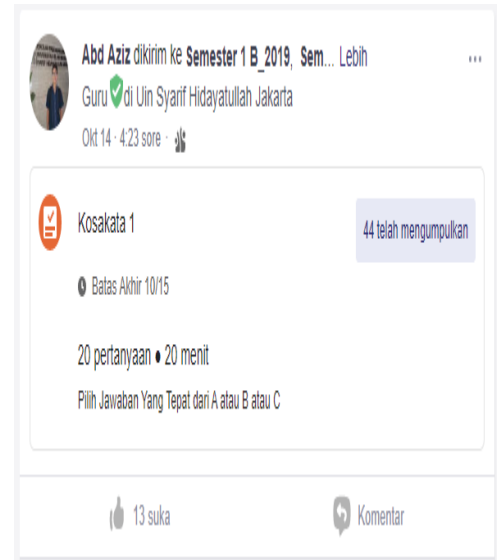 Abd Aziz dikirim ke Semester 1 B_2019, Sem... Lebih
Guru di Uin Syarif Hidayatullah Jakarta
Okt 14 · 4:23 sore ·
Kosakata 1
44 telah mengumpulkan
Batas Akhir 10/15
20 pertanyaan ● 20 menit
Pilih Jawaban Yang Tepat dari A atau B atau C
13 suka
Komentar